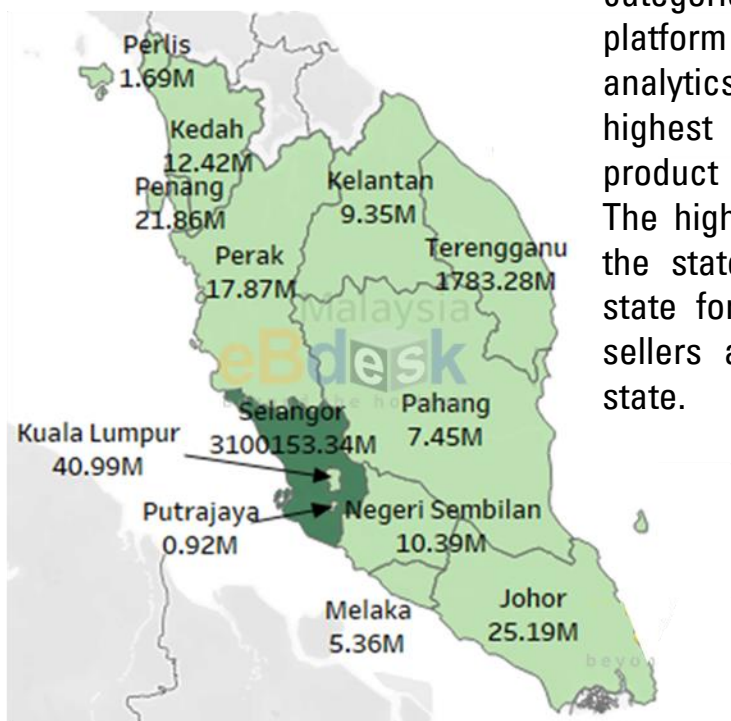 Perlis
1.69M
Kedah
12.42M
Penang
21.86M
Perak
17.87M
Kelantan
9.35M
Terengganu
1783.28M
Malaysia
eBdesk
Selangor
3100153.34M
Kuala Lumpur
40.99M
Putrajaya
0.92M
Pahang
7.45M
Negeri Sembilan
10.39M
Melaka
5.36M
Johor
25.19M
platform
analytics
highest
product
The high
the state
state for
sellers a
state.